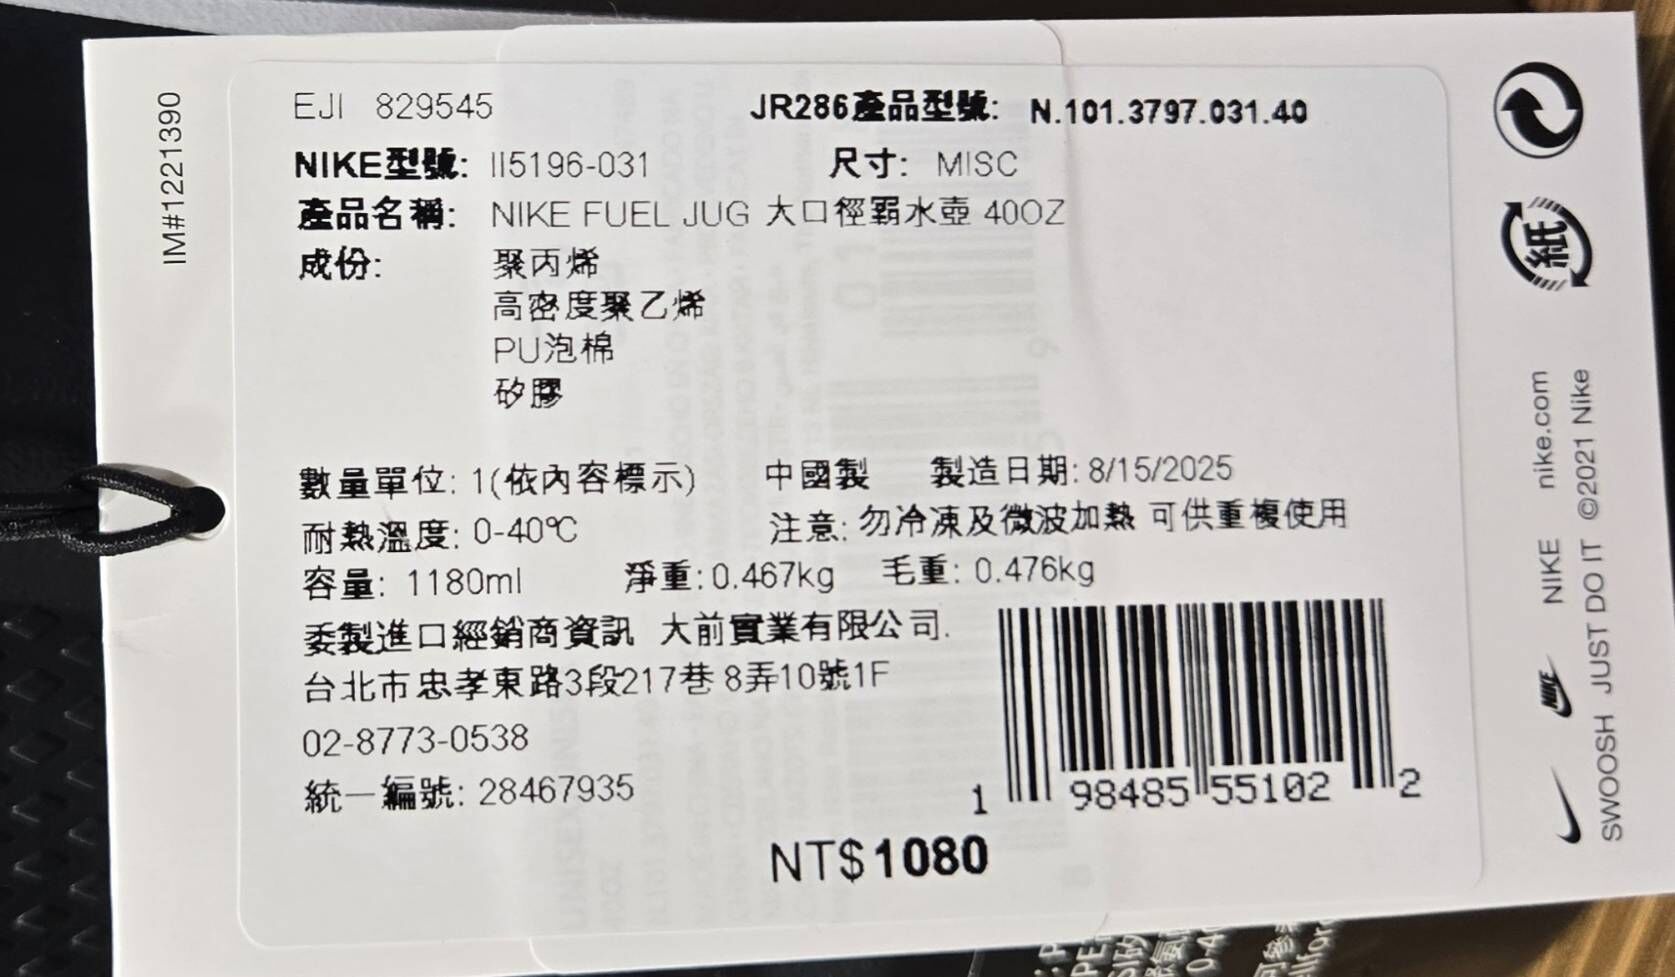 IM#1221390
EJI 829545
JR286產品型號: N.101.3797.031.40
NIKE型號: II5196-031 尺寸: MISC
產品名稱: NIKE FUEL JUG 大口徑霸水壺 40OZ
成份: 聚丙烯
高密度聚乙烯
PU泡棉
矽膠
數量單位: 1(依內容標示) 中國製 製造日期: 8/15/2025
耐熱溫度: 0-40℃ 注意: 勿冷凍及微波加熱 可供重複使用
容量: 1180ml 淨重: 0.467kg 毛重: 0.476kg
委製進口經銷商資訊 大前實業有限公司.
台北市忠孝東路3段217巷8弄10號1F
02-8773-0538
統一編號: 28467935
1 98485 55102 2
NT$1080
紙
NIKE nike.com
SWOOSH JUST DO IT ©2021 Nike
NIKE